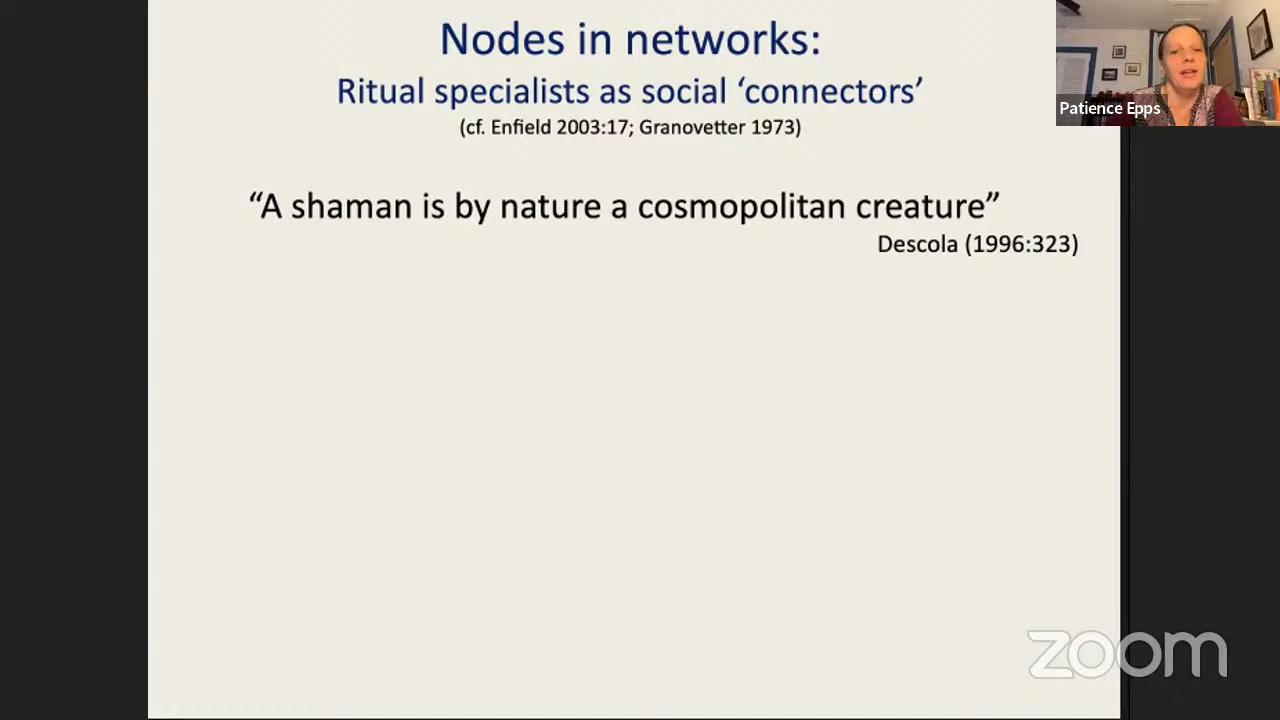 Nodes in networks:
Ritual specialists as social ‘connectors’
(cf. Enfield 2003:17; Granovetter 1973)
“A shaman is by nature a cosmopolitan creature”
Descola (1996:323)
Patience Epps
zoom